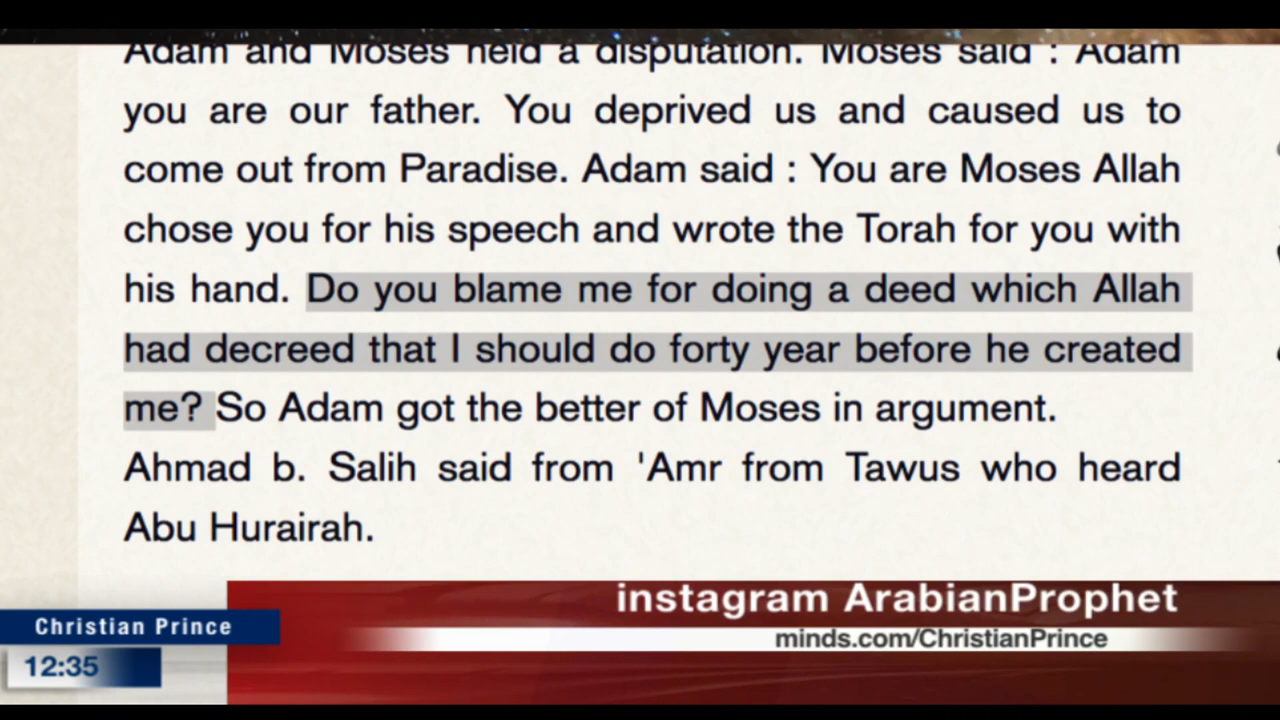 Adam and Moses held a disputation. Moses said : Adam
you are our father. You deprived us and caused us to
come out from Paradise. Adam said : You are Moses Allah
chose you for his speech and wrote the Torah for you with
his hand. Do you blame me for doing a deed which Allah
had decreed that I should do forty year before he created
me? So Adam got the better of Moses in argument.
Ahmad b. Salih said from 'Amr from Tawus who heard
Abu Hurairah.
instagram ArabianProphet
Christian Prince
minds.com/ChristianPrince
12:35